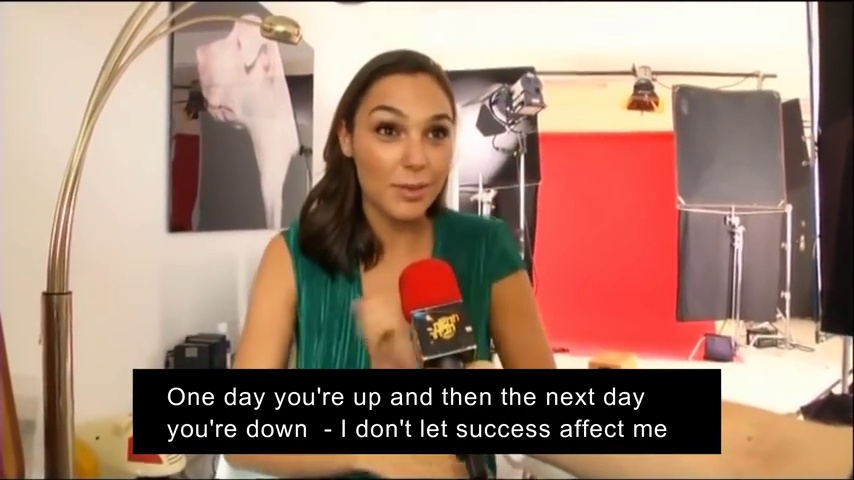 One day you're up and then the next day
you're down - I don't let success affect me